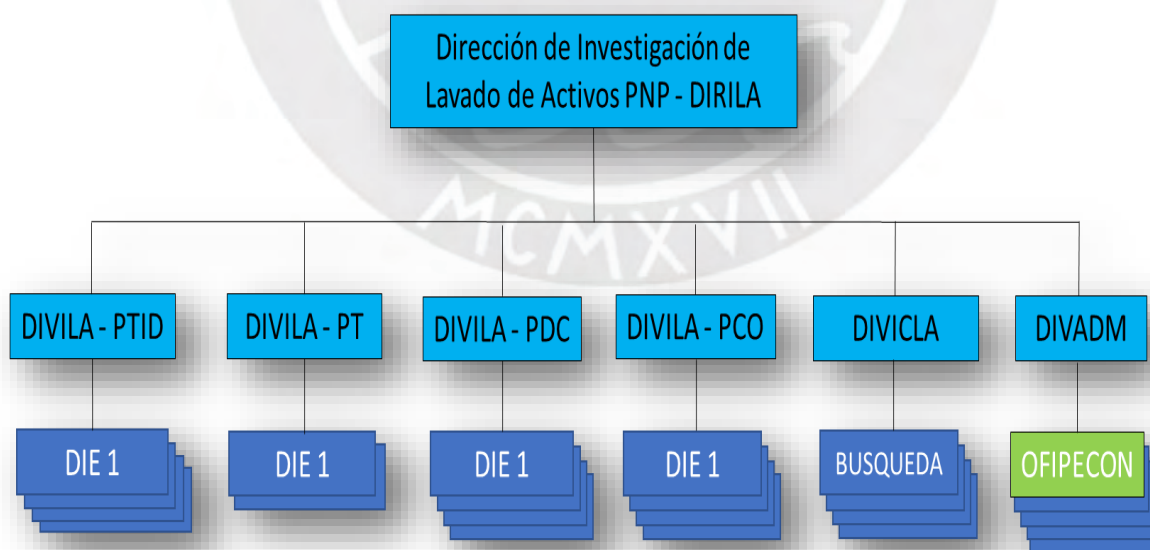 Dirección de Investigación de
Lavado de Activos PNP - DIRILA
MCMXVII
DIVILA - PTID
DIVILA - PT
DIVILA - PDC
DIVILA - PCO
DIVICLA
DIVADM
DIE 1
DIE 1
DIE 1
DIE 1
BUSQUEDA
OFIPECON